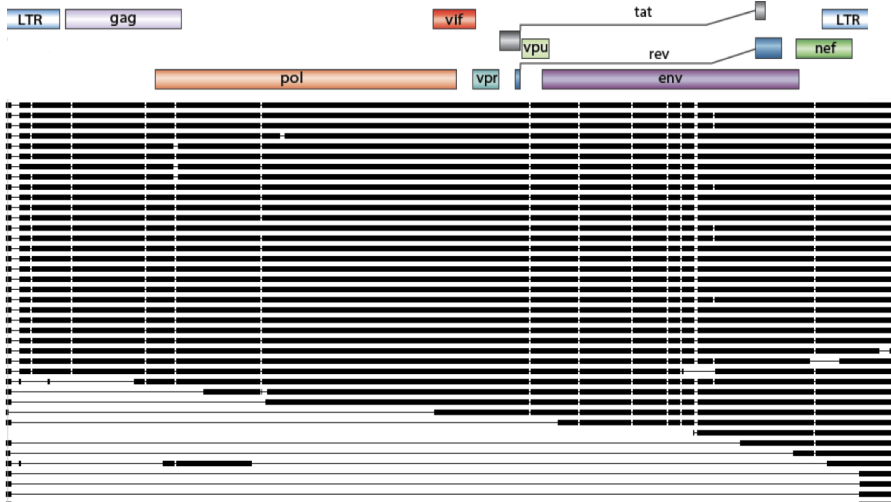 tat
LTR gag vif LTR
vpu rev nef
pol vpr env